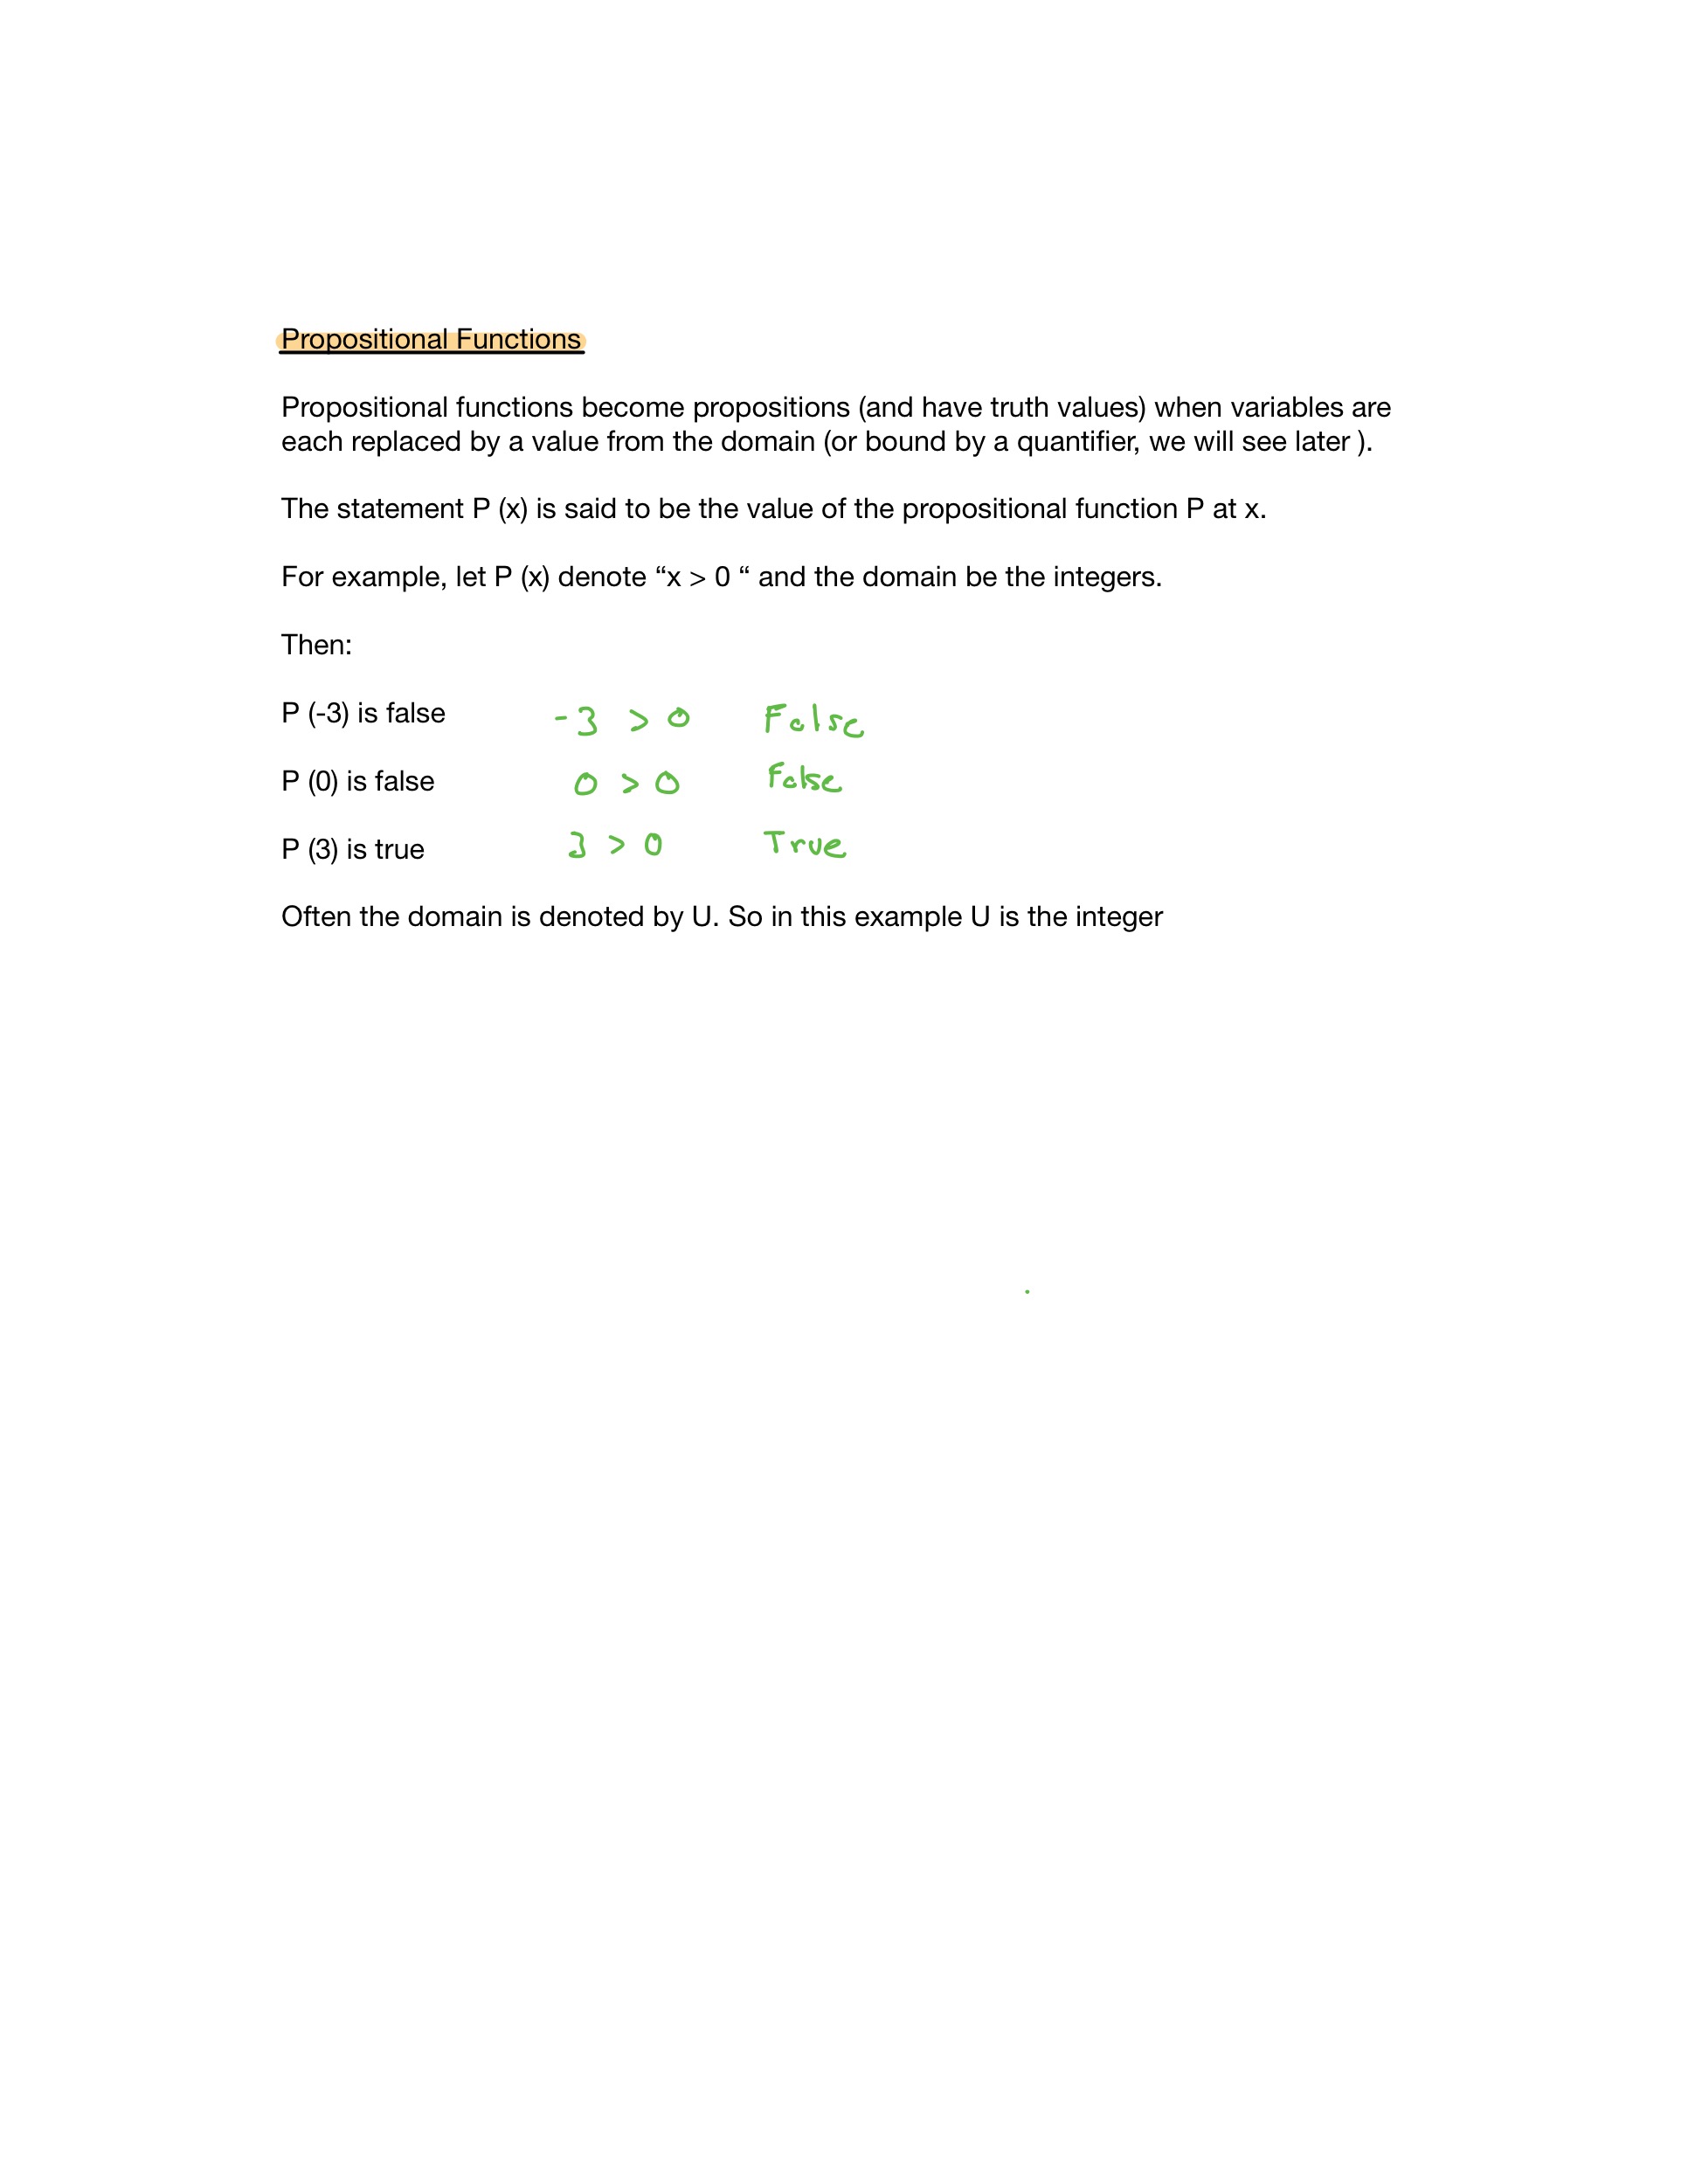 Propositional Functions
Propositional functions become propositions (and have truth values) when variables are
each replaced by a value from the domain (or bound by a quantifier, we will see later ).
The statement P (x) is said to be the value of the propositional function P at x.
For example, let P (x) denote “x > 0 “ and the domain be the integers.
Then:
P (-3) is false -3 > 0 False
P (0) is false 0 > 0 False
P (3) is true 3 > 0 True
Often the domain is denoted by U. So in this example U is the integer